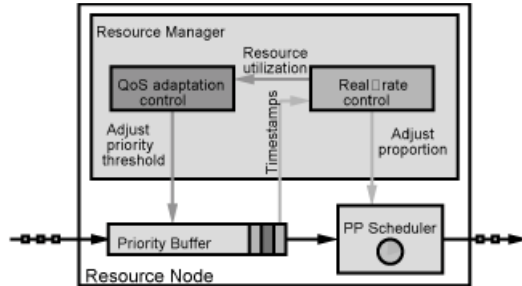 Resource Manager
Resource
utilization
QoS adaptation
control
Real□rate
control
Adjust
priority
threshold
Timestamps
Adjust
proportion
Priority Buffer
PP Scheduler
Resource Node